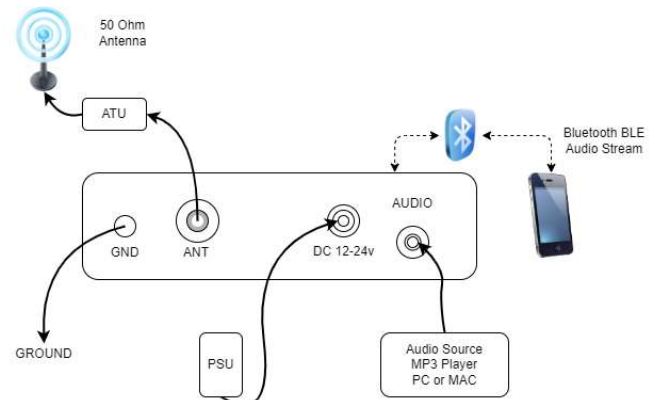 50 Ohm
Antenna
ATU
Bluetooth BLE
Audio Stream
AUDIO
GND
ANT
DC 12-24v
GROUND
PSU
Audio Source
MP3 Player
PC or MAC